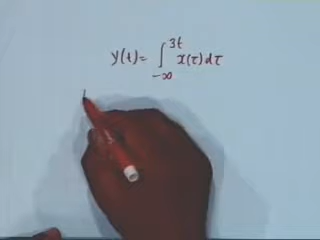 y(t) = ∫_{-∞}^{3t} x(τ) dτ